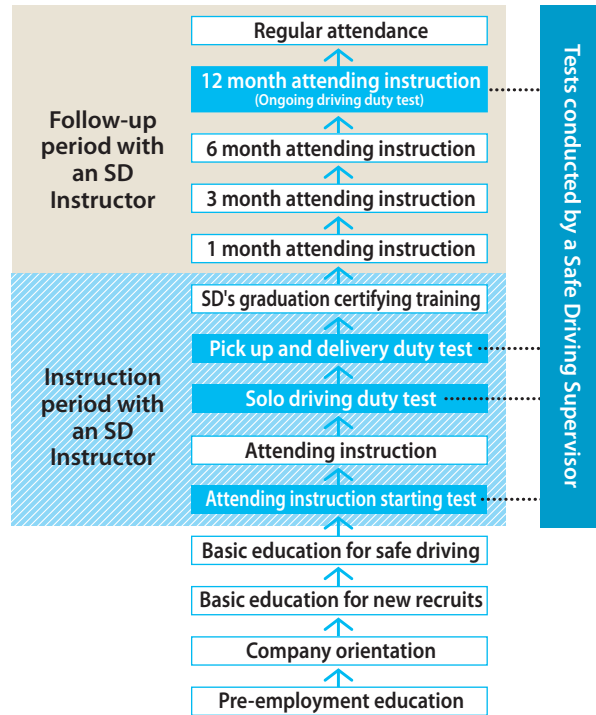 Regular attendance
12 month attending instruction
(Ongoing driving duty test)
6 month attending instruction
3 month attending instruction
1 month attending instruction
Follow-up
period with
an SD
Instructor
SD's graduation certifying training
Pick up and delivery duty test
Solo driving duty test
Attending instruction
Attending instruction starting test
Instruction
period with
an SD
Instructor
Basic education for safe driving
Basic education for new recruits
Company orientation
Pre-employment education
Tests conducted by a Safe Driving Supervisor